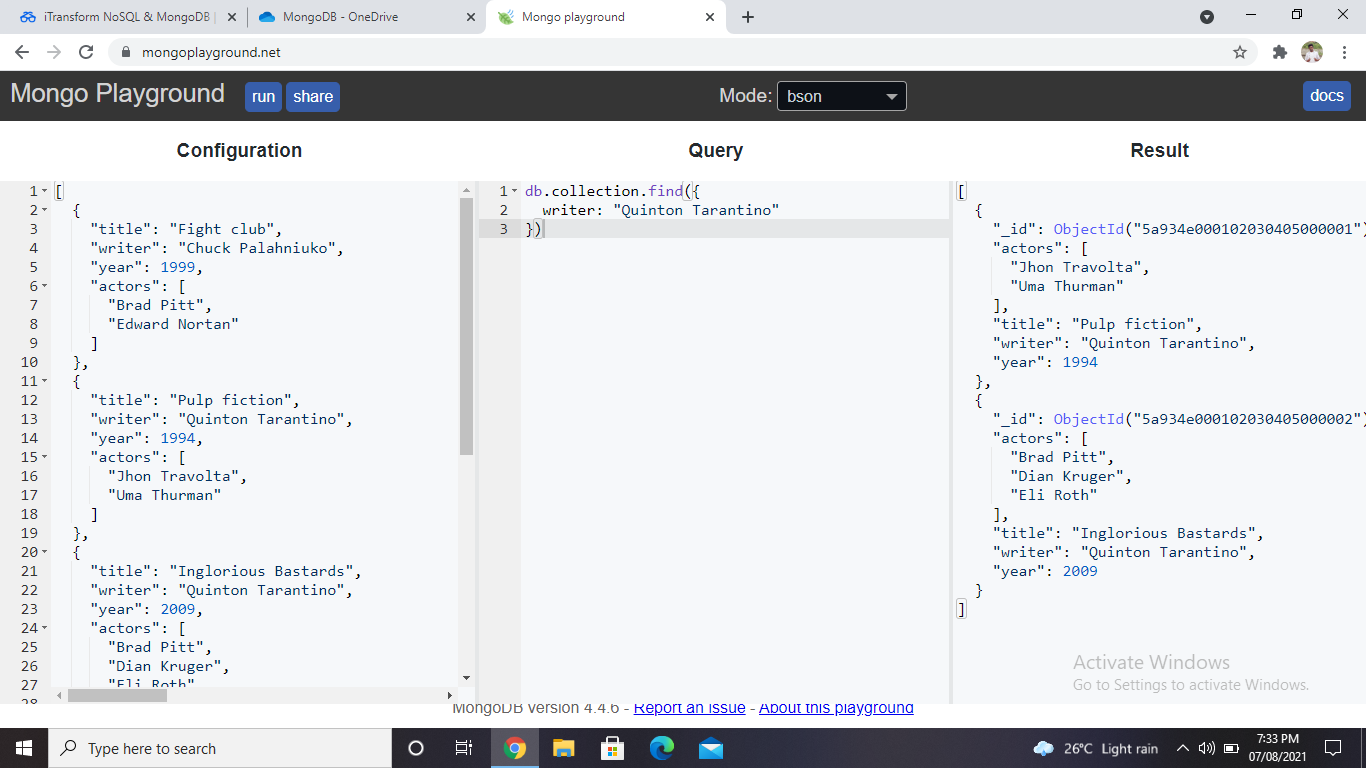 iTransform NoSQL & MongoDB |
MongoDB - OneDrive
Mongo playground
mongoplayground.net
Mongo Playground
run
share
Mode:
bson
docs
Configuration
Query
Result
1 [
2 {
3 "title": "Fight club",
4 "writer": "Chuck Palahniuko",
5 "year": 1999,
6 "actors": [
7 "Brad Pitt",
8 "Edward Nortan"
9 ]
10 },
11 {
12 "title": "Pulp fiction",
13 "writer": "Quinton Tarantino",
14 "year": 1994,
15 "actors": [
16 "Jhon Travolta",
17 "Uma Thurman"
18 ]
19 },
20 {
21 "title": "Inglorious Bastards",
22 "writer": "Quinton Tarantino",
23 "year": 2009,
24 "actors": [
25 "Brad Pitt",
26 "Dian Kruger",
27 "Eli Roth"
28
1 db.collection.find({
2 writer: "Quinton Tarantino"
3 })
[
{
"_id": ObjectId("5a934e000102030405000001")
"actors": [
"Jhon Travolta",
"Uma Thurman"
],
"title": "Pulp fiction",
"writer": "Quinton Tarantino",
"year": 1994
},
{
"_id": ObjectId("5a934e000102030405000002")
"actors": [
"Brad Pitt",
"Dian Kruger",
"Eli Roth"
],
"title": "Inglorious Bastards",
"writer": "Quinton Tarantino",
"year": 2009
}
]
Activate Windows
Go to Settings to activate Windows.
MongoDB version 4.4.6 - Report an issue - About this playground
Type here to search
26°C Light rain
7:33 PM
07/08/2021